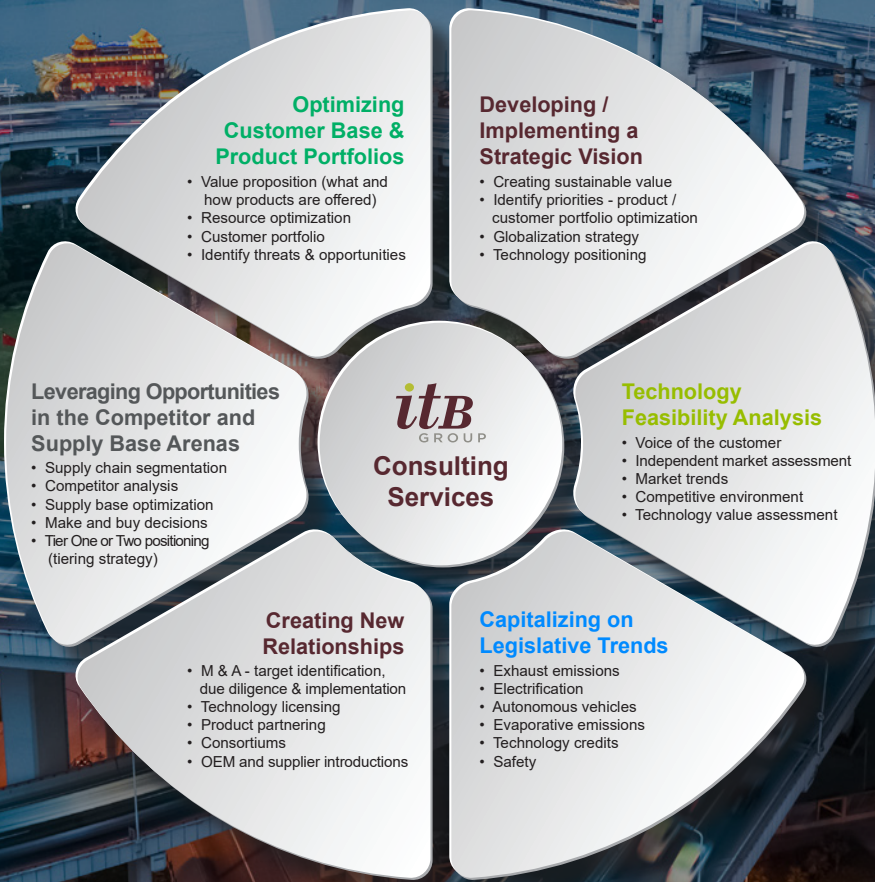 Optimizing
Customer Base &
Product Portfolios
• Value proposition (what and
how products are offered)
• Resource optimization
• Customer portfolio
• Identify threats & opportunities
Developing /
Implementing a
Strategic Vision
• Creating sustainable value
• Identify priorities - product /
customer portfolio optimization
• Globalization strategy
• Technology positioning
Leveraging Opportunities
in the Competitor and
Supply Base Arenas
• Supply chain segmentation
• Competitor analysis
• Supply base optimization
• Make and buy decisions
• Tier One or Two positioning
(tiering strategy)
itB
GROUP
Consulting
Services
Technology
Feasibility Analysis
• Voice of the customer
• Independent market assessment
• Market trends
• Competitive environment
• Technology value assessment
Creating New
Relationships
• M & A - target identification,
due diligence & implementation
• Technology licensing
• Product partnering
• Consortiums
• OEM and supplier introductions
Capitalizing on
Legislative Trends
• Exhaust emissions
• Electrification
• Autonomous vehicles
• Evaporative emissions
• Technology credits
• Safety